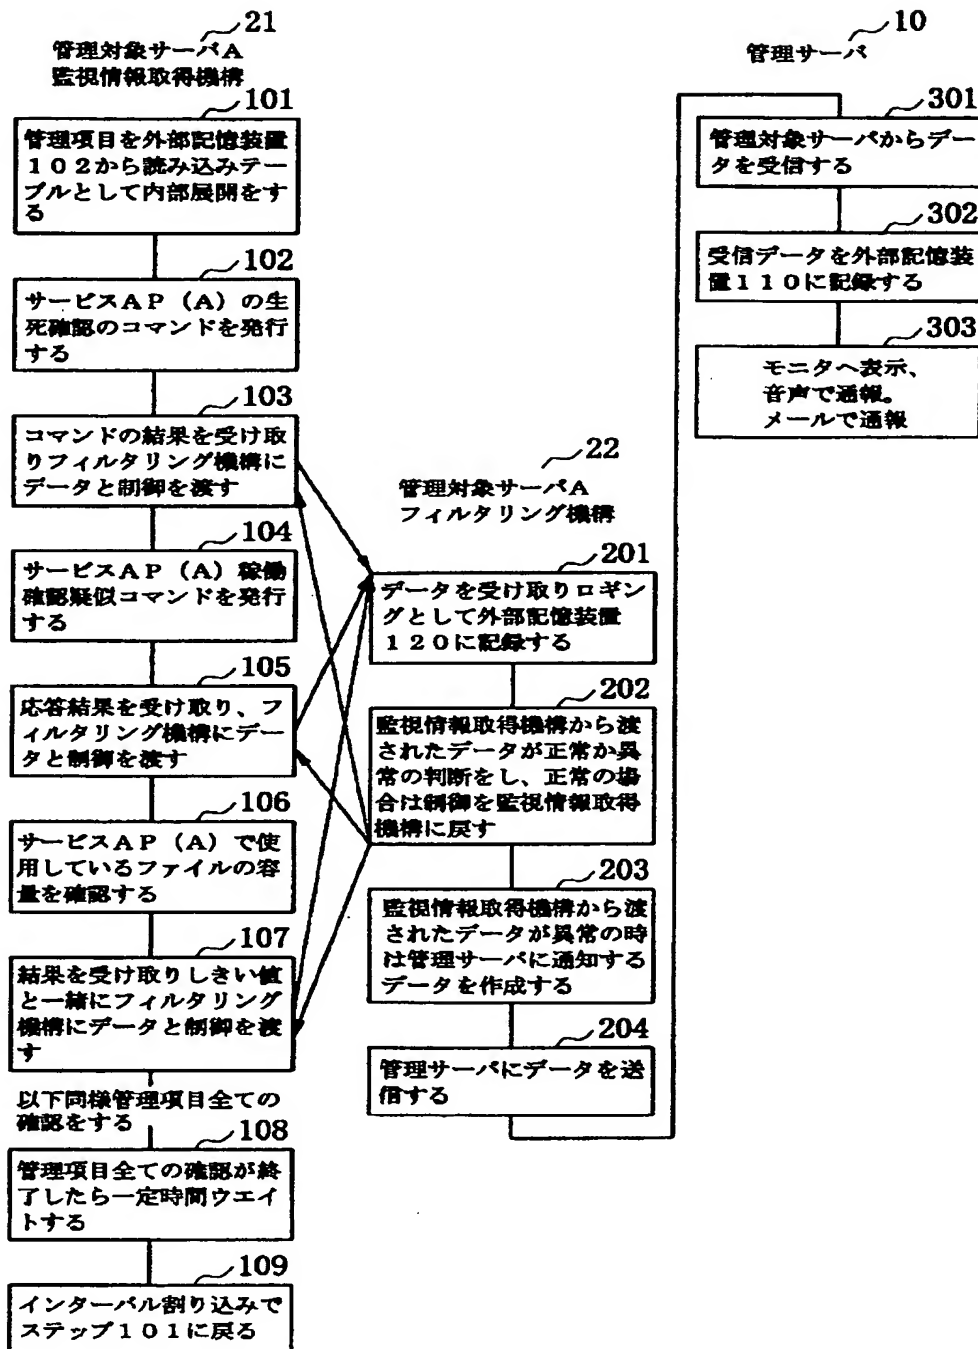 21
管理対象サーバA
監視情報取得機構
101
管理項目を外部記憶装置
102から読み込みテー
ブルとして内部展開をす
る
102
サービスAP(A)の生
死確認のコマンドを発行
する
103
コマンドの結果を受け取
りフィルタリング機構に
データと制御を渡す
104
サービスAP(A)稼働
確認疑似コマンドを発行
する
105
応答結果を受け取り、フ
ィルタリング機構にデー
タと制御を渡す
106
サービスAP(A)で使
用しているファイルの容
量を確認する
107
結果を受け取りしきい値
と一緒にフィルタリング
機構にデータと制御を渡
す
以下同様管理項目全ての
確認をする
108
管理項目全ての確認が終
了したら一定時間ウエイ
トする
109
インターバル割り込みで
ステップ101に戻る
22
管理対象サーバA
フィルタリング機構
201
データを受け取りロギン
グとして外部記憶装置
120に記録する
202
監視情報取得機構から渡
されたデータが正常か異
常の判断をし、正常の場
合は制御を監視情報取得
機構に戻す
203
監視情報取得機構から渡
されたデータが異常の時
は管理サーバに通知する
データを作成する
204
管理サーバにデータを送
信する
10
管理サーバ
301
管理対象サーバからデー
タを受信する
302
受信データを外部記憶装
置110に記録する
303
モニタへ表示、
音声で通報。
メールで通報